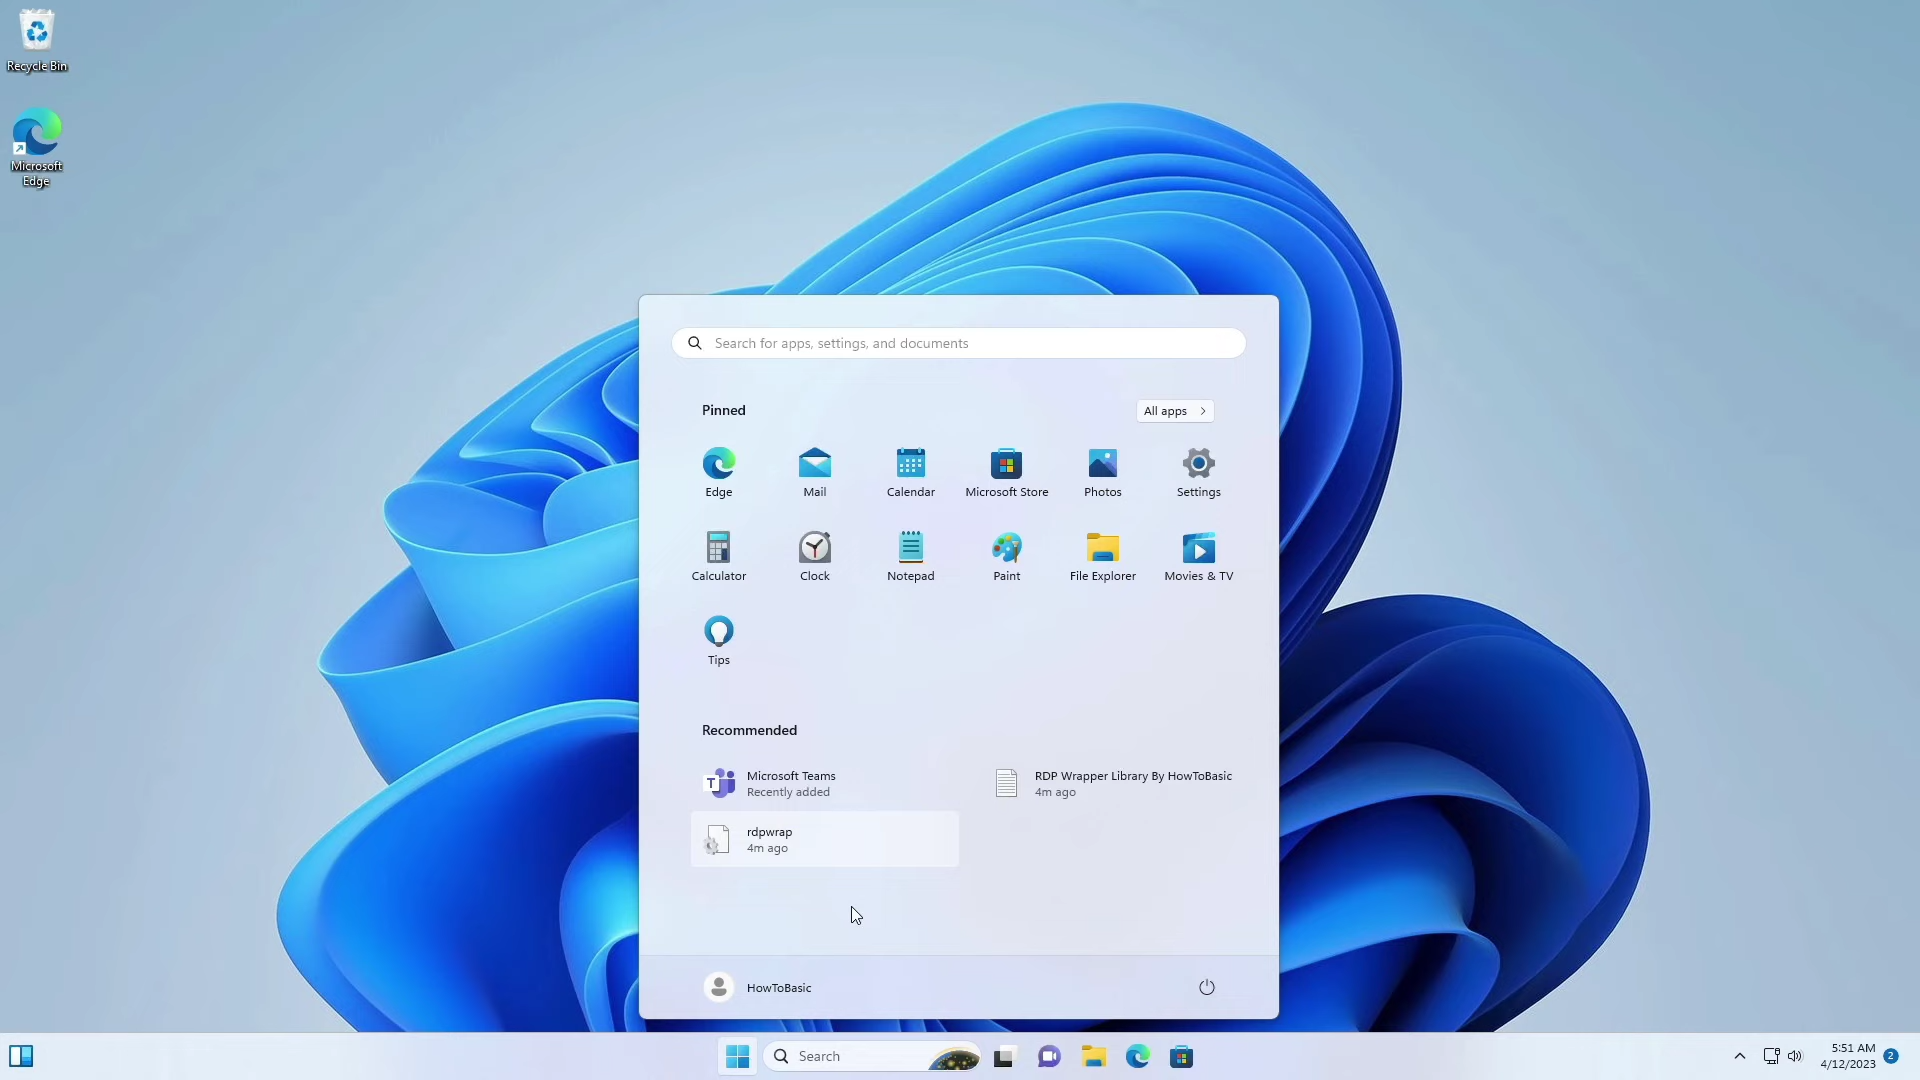 Recycle Bin
Microsoft
Edge
Search for apps, settings, and documents
Pinned
All apps
Edge
Mail
Calendar
Microsoft Store
Photos
Settings
Calculator
Clock
Notepad
Paint
File Explorer
Movies & TV
Tips
Recommended
T
Microsoft Teams
Recently added
RDP Wrapper Library By HowToBasic
4m ago
rdpwrap
4m ago
HowToBasic
Search
5:51 AM
4/12/2023
2